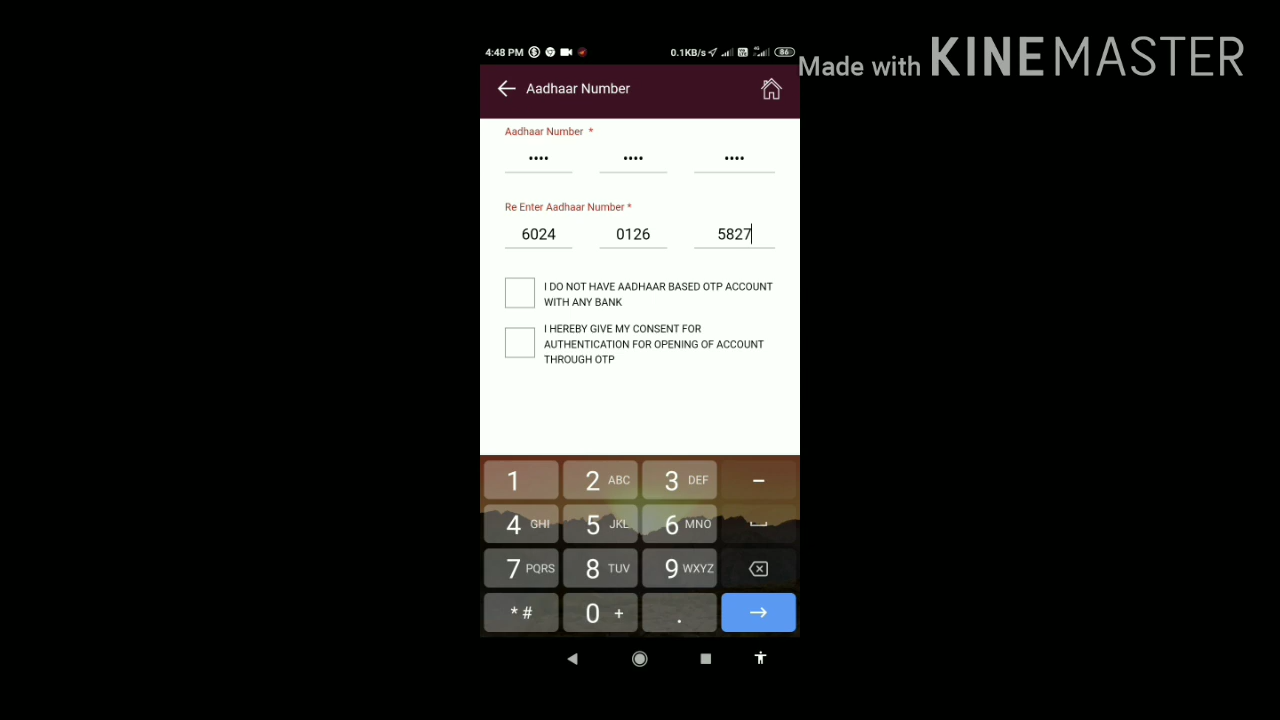 4:48 PM
0.1KB/s
4G
86
Made with KINEMASTER
Aadhaar Number
Aadhaar Number *
•••• •••• ••••
Re Enter Aadhaar Number *
6024 0126 5827
I DO NOT HAVE AADHAAR BASED OTP ACCOUNT
WITH ANY BANK
I HEREBY GIVE MY CONSENT FOR
AUTHENTICATION FOR OPENING OF ACCOUNT
THROUGH OTP
1 2 ABC 3 DEF –
4 GHI 5 JKL 6 MNO
7 PQRS 8 TUV 9 WXYZ
* # 0 + .